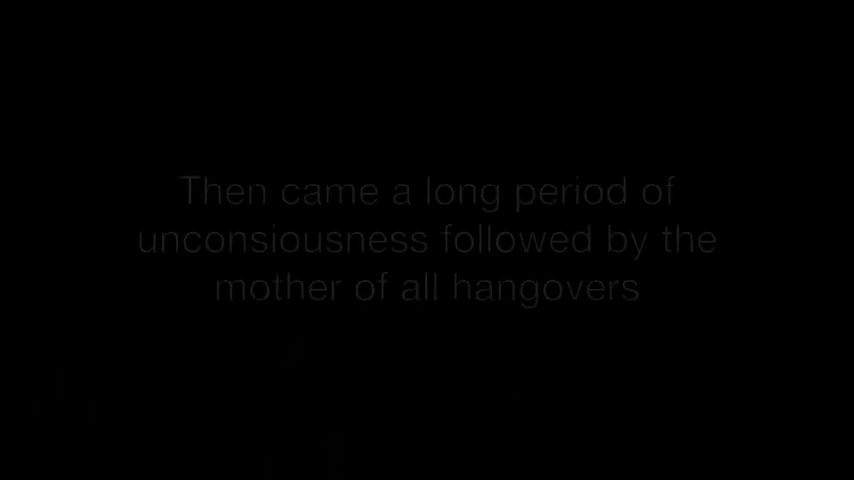 Then came a long period of
unconsiousness followed by the
mother of all hangovers